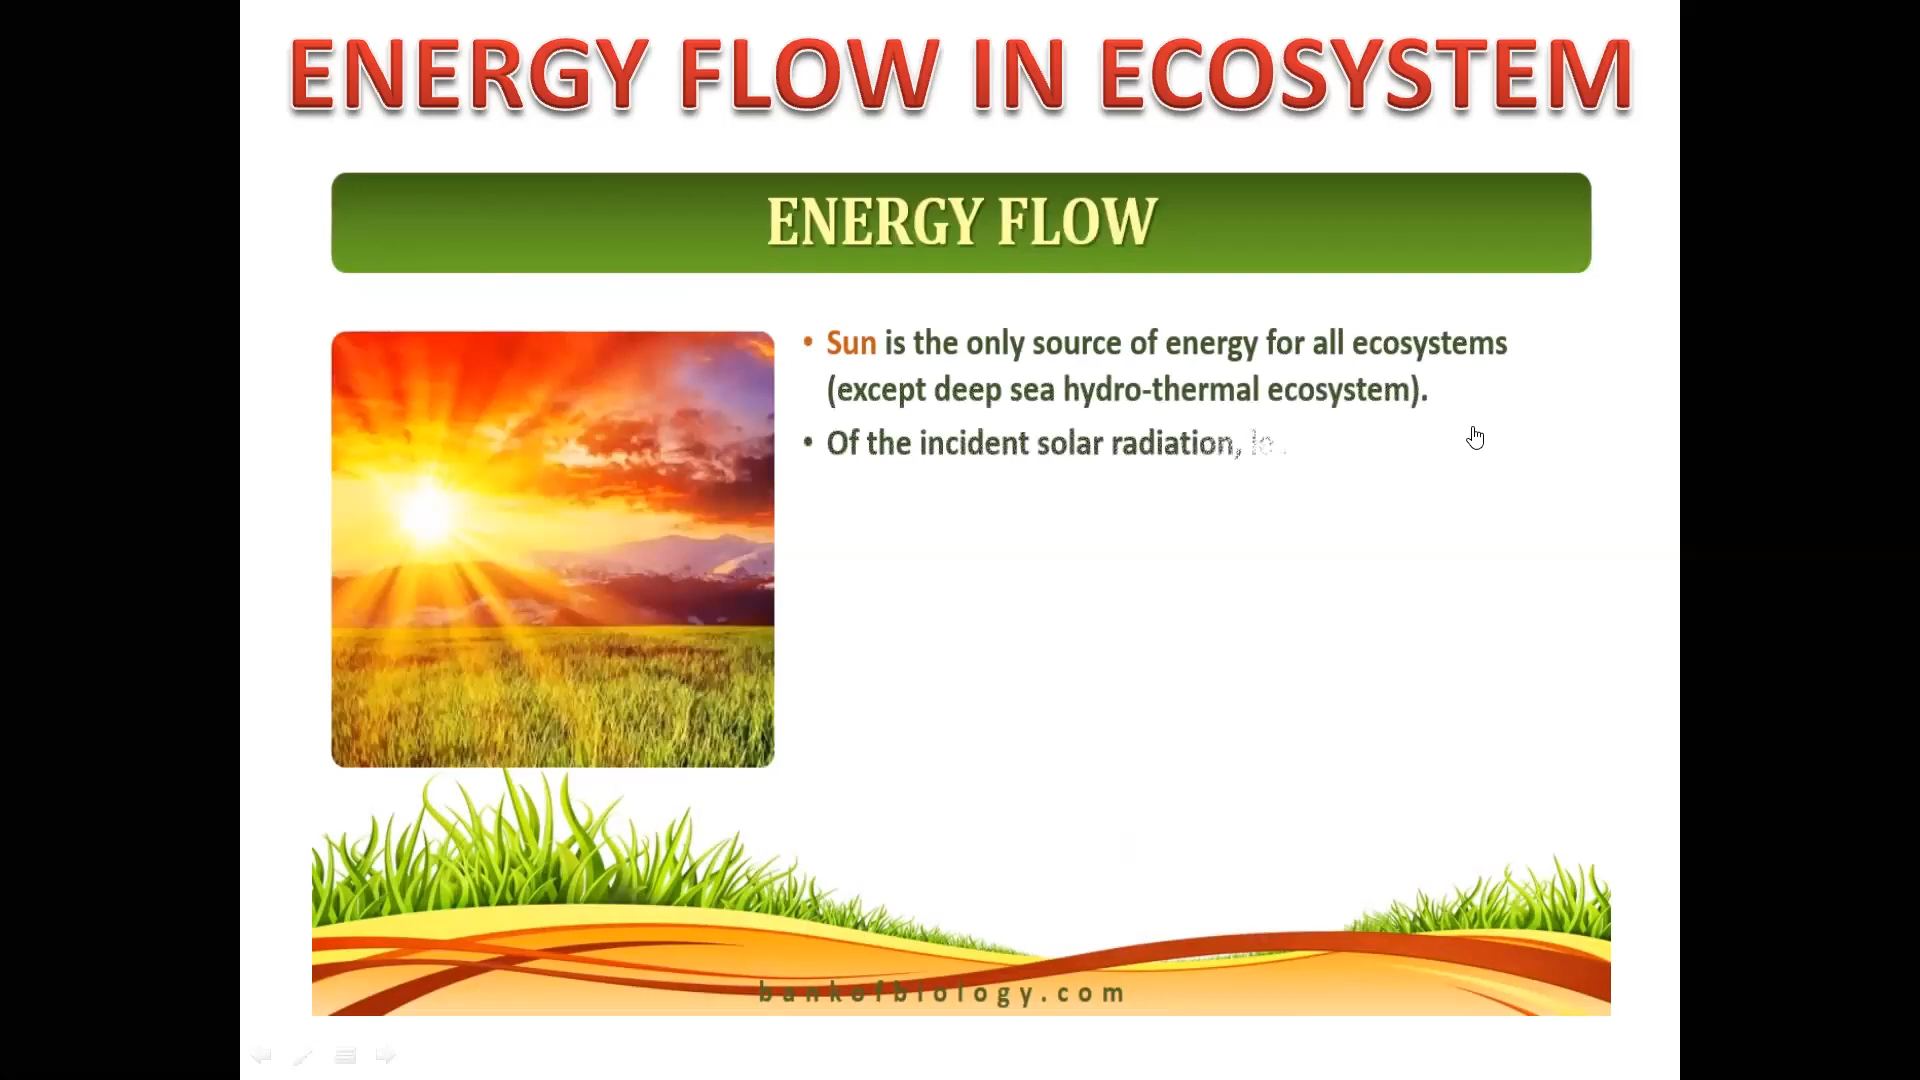 ENERGY FLOW IN ECOSYSTEM
ENERGY FLOW
• Sun is the only source of energy for all ecosystems
(except deep sea hydro-thermal ecosystem).
• Of the incident solar radiation,
bankofbiology.com